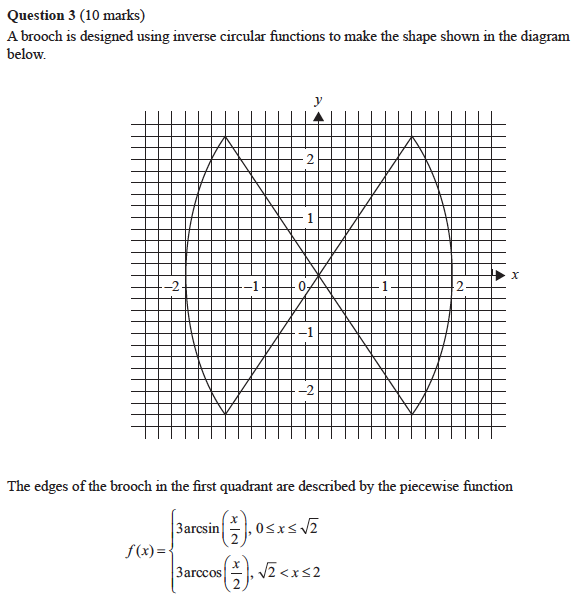 Question 3 (10 marks)
A brooch is designed using inverse circular functions to make the shape shown in the diagram
below.
y
2
1
x
–2 –1 0 1 2
–1
–2
The edges of the brooch in the first quadrant are described by the piecewise function
f(x) = { 3arcsin(x/2), 0 ≤ x ≤ √2
3arccos(x/2), √2 < x ≤ 2